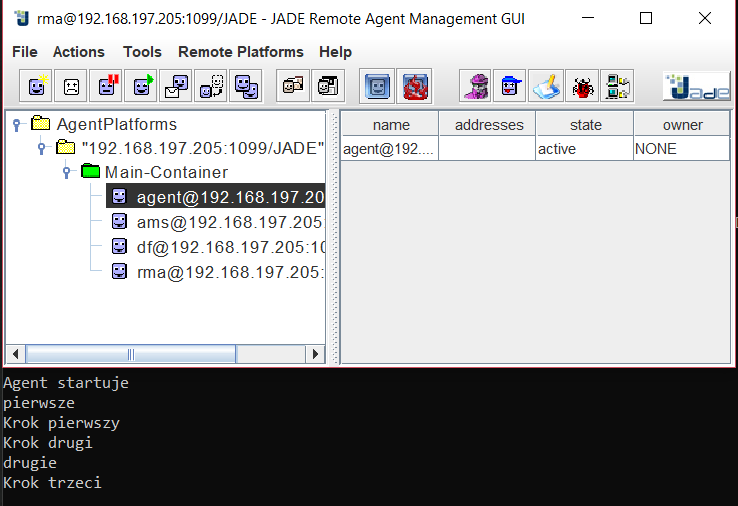 rma@192.168.197.205:1099/JADE - JADE Remote Agent Management GUI
File Actions Tools Remote Platforms Help
Jade
AgentPlatforms
"192.168.197.205:1099/JADE"
Main-Container
agent@192.168.197.20
ams@192.168.197.205
df@192.168.197.205:10
rma@192.168.197.205:
name addresses state owner
agent@192.... active NONE
Agent startuje
pierwsze
Krok pierwszy
Krok drugi
drugie
Krok trzeci